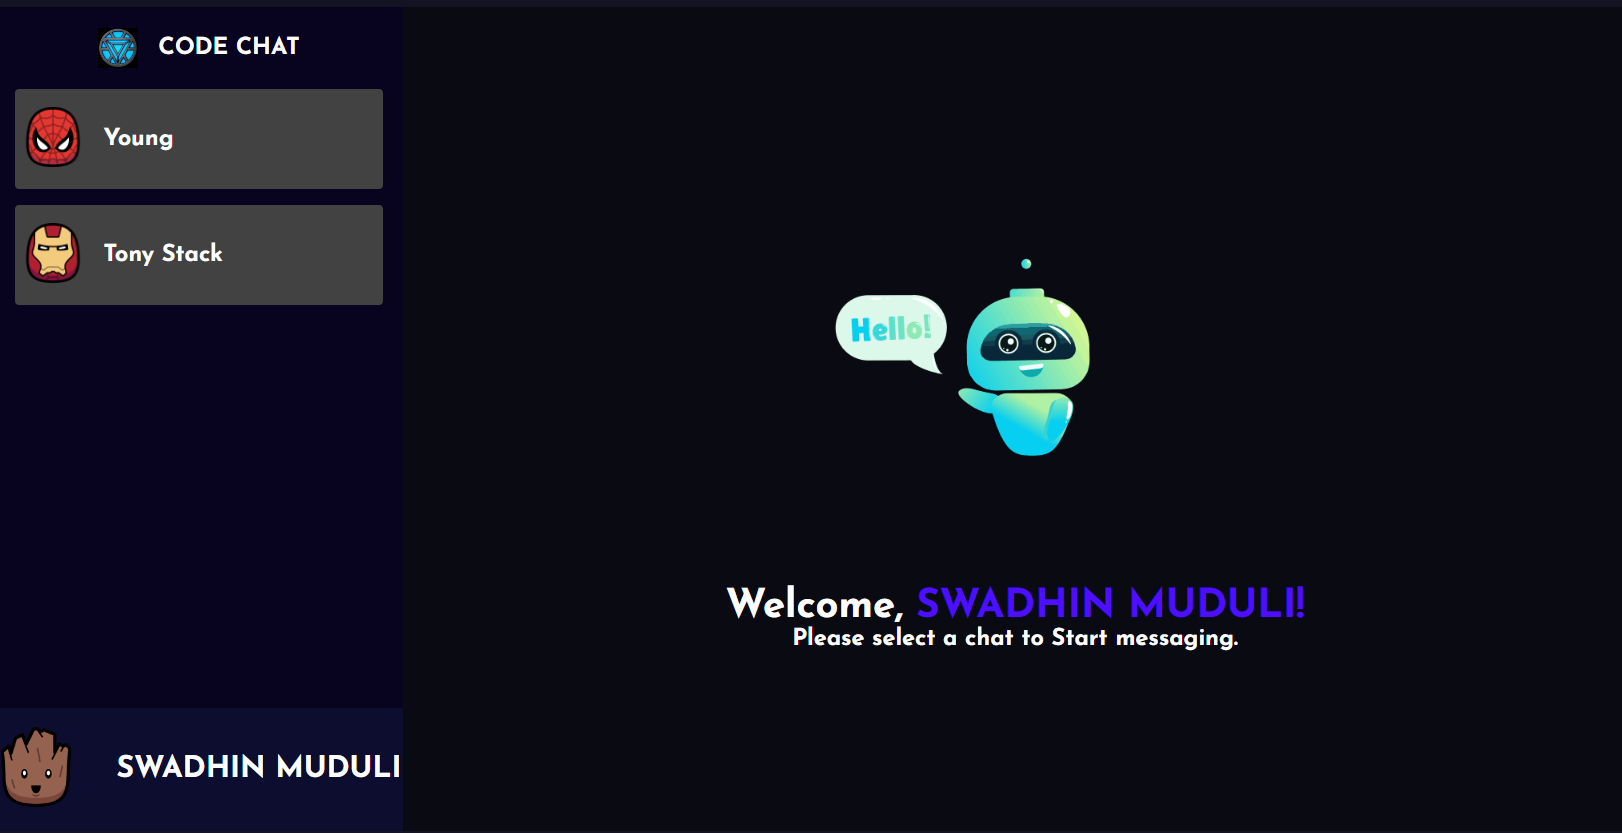 CODE CHAT
Young
Tony Stack
Hello!
Welcome, SWADHIN MUDULI!
Please select a chat to Start messaging.
SWADHIN MUDULI